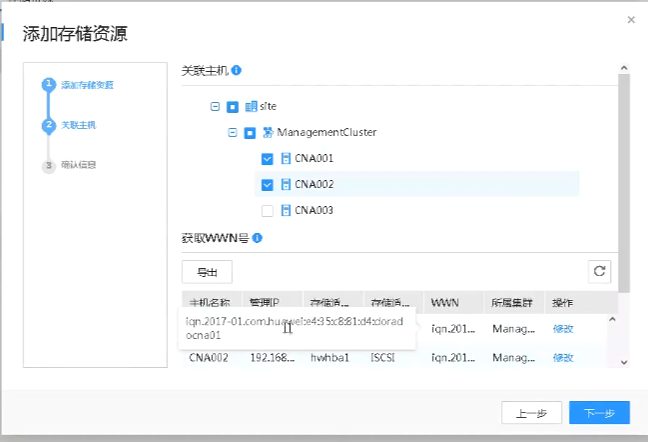 添加存储资源
×
1 添加存储资源
2 关联主机
3 确认信息
关联主机
site
ManagementCluster
CNA001
CNA002
CNA003
获取WWN号
导出
主机名称 管理IP 存储适... 存储适... WWN 所属集群 操作
iqn.2017-01.com.huawei:e4:35:c8:81:d4:dorad
ocna01
iqn.201... Manag... 修改
CNA002 192.168... hwhba1 ISCSI iqn.201... Manag... 修改
上一步 下一步